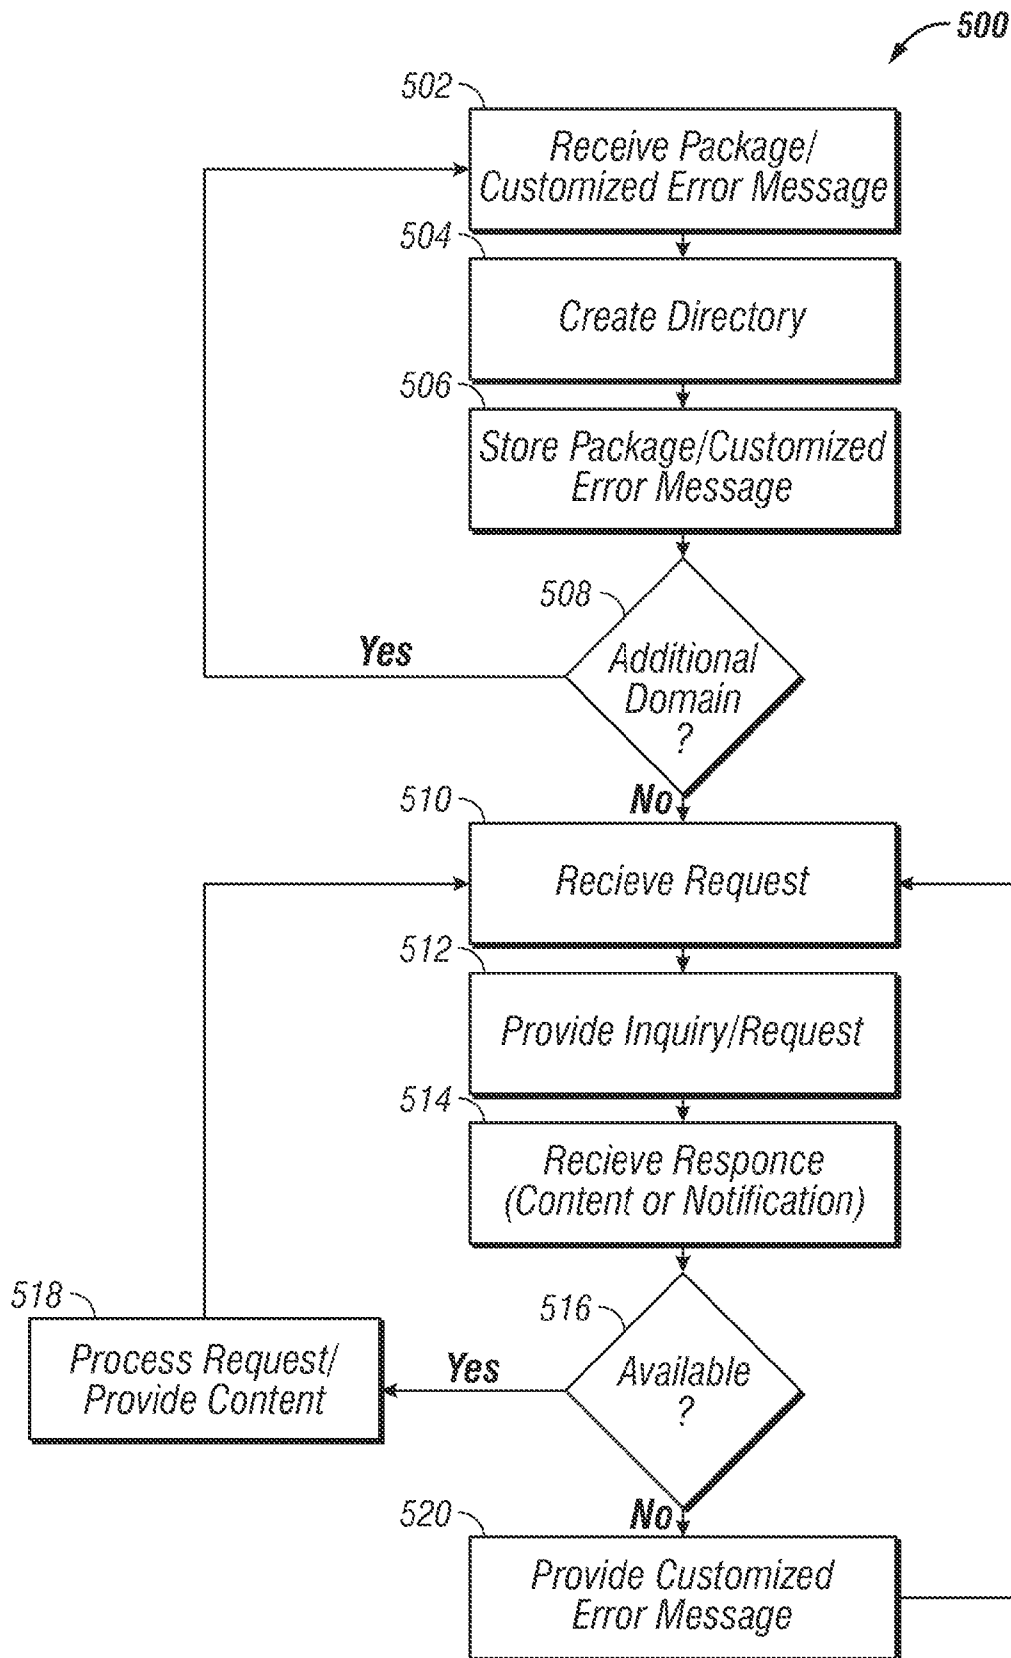 500
502
Receive Package/
Customized Error Message
504
Create Directory
506
Store Package/Customized
Error Message
508
Additional
Domain
?
Yes
No
510
Recieve Request
512
Provide Inquiry/Request
514
Recieve Responce
(Content or Notification)
516
Available
?
Yes
518
Process Request/
Provide Content
No
520
Provide Customized
Error Message